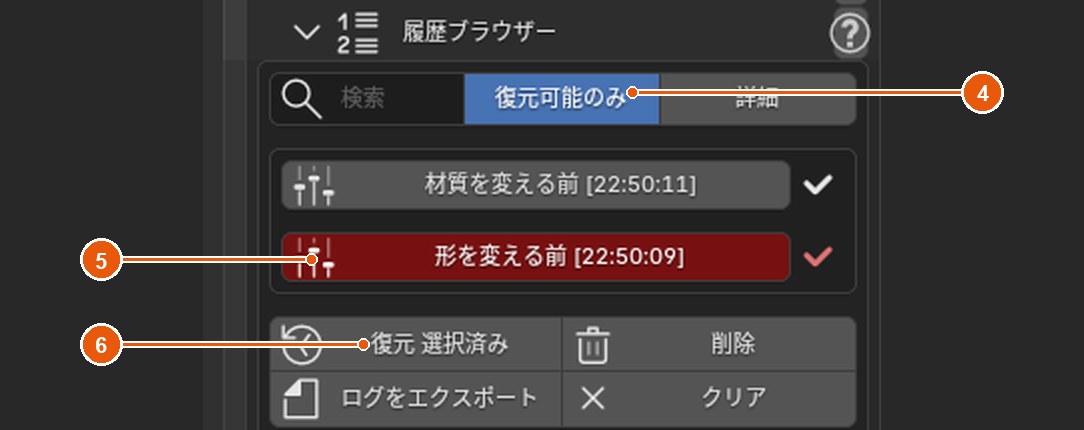 履歴ブラウザー
検索 復元可能のみ 詳細 4
材質を変える前 [22:50:11]
5 形を変える前 [22:50:09]
6 復元 選択済み 削除
ログをエクスポート クリア